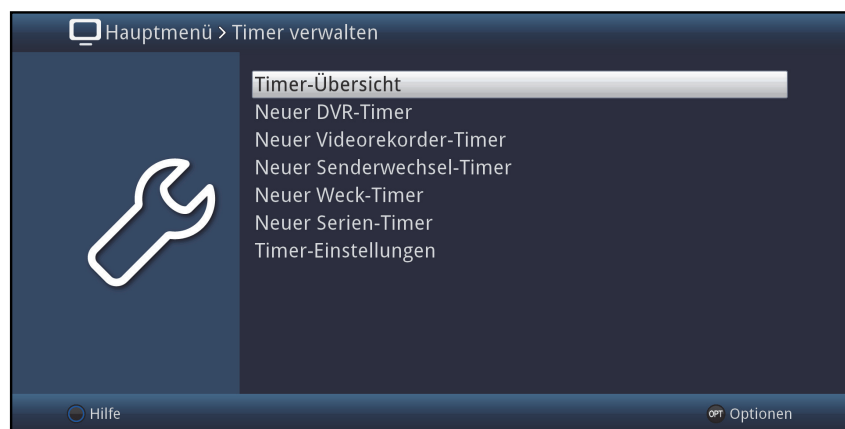 Hauptmenü > Timer verwalten
Timer-Übersicht
Neuer DVR-Timer
Neuer Videorekorder-Timer
Neuer Senderwechsel-Timer
Neuer Weck-Timer
Neuer Serien-Timer
Timer-Einstellungen
Hilfe
OPT Optionen